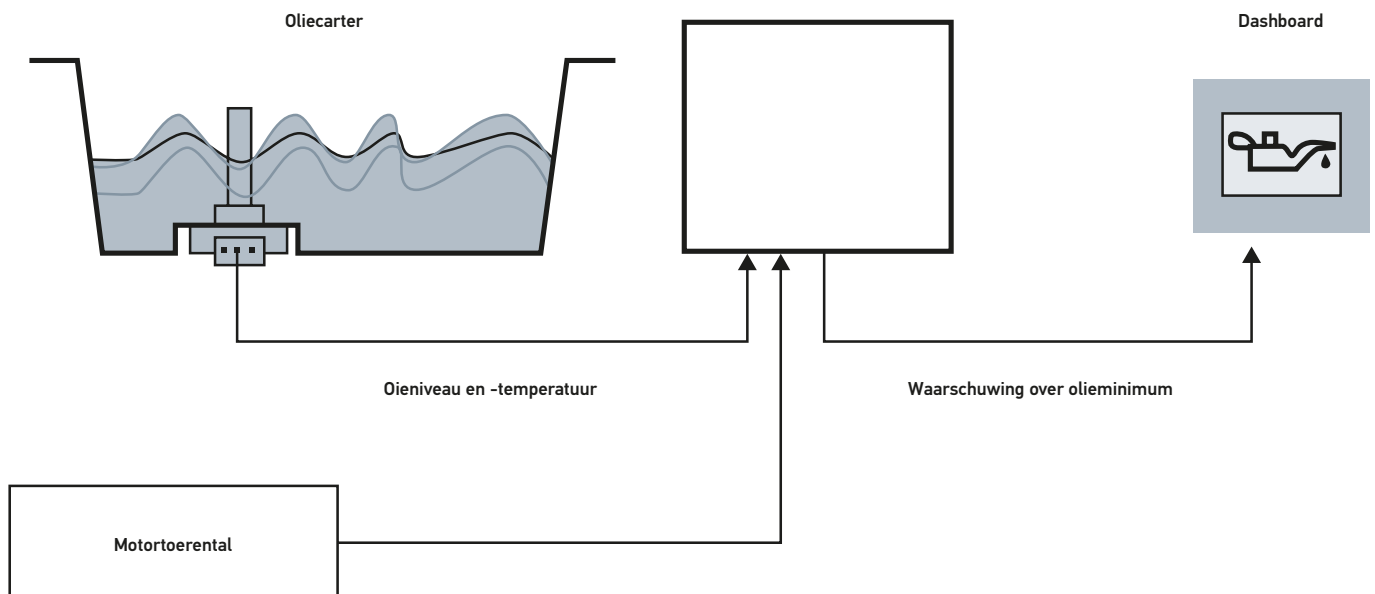 Oliecarter
Dashboard
Oieniveau en -temperatuur
Waarschuwing over olieminimum
Motortoerental